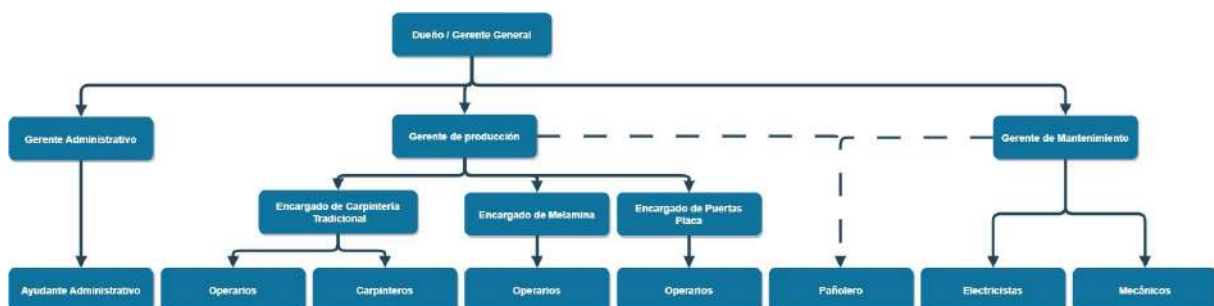 Dueño / Gerente General
Gerente Administrativo
Gerente de producción
Gerente de Mantenimiento
Encargado de Carpintería
Tradicional
Encargado de Melamina
Encargado de Puertas
Placa
Ayudante Administrativo
Operarios
Carpinteros
Operarios
Operarios
Pañolero
Electricistas
Mecánicos